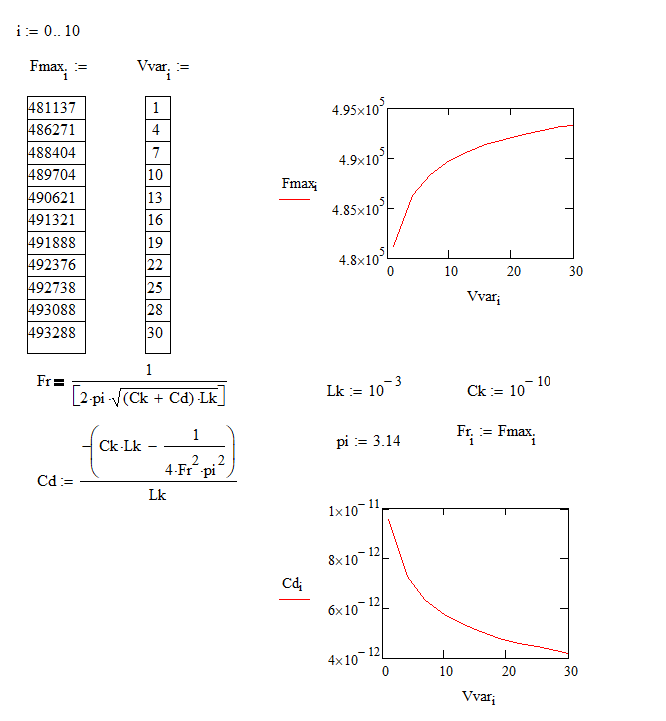 i := 0.. 10
Fmax_i := Vvar_i :=
481137 1
486271 4
488404 7
489704 10
490621 13
491321 16
491888 19
492376 22
492738 25
493088 28
493288 30
4.95×10^5
4.9×10^5
4.85×10^5
4.8×10^5
Fmax_i
0 10 20 30
Vvar_i
Fr = 1 / [2·pi·√((Ck + Cd)·Lk)]
Lk := 10^-3 Ck := 10^-10
pi := 3.14 Fr_i := Fmax_i
Cd := -(Ck·Lk - 1 / (4·Fr^2·pi^2)) / Lk
1×10^-11
8×10^-12
6×10^-12
4×10^-12
Cd_i
0 10 20 30
Vvar_i